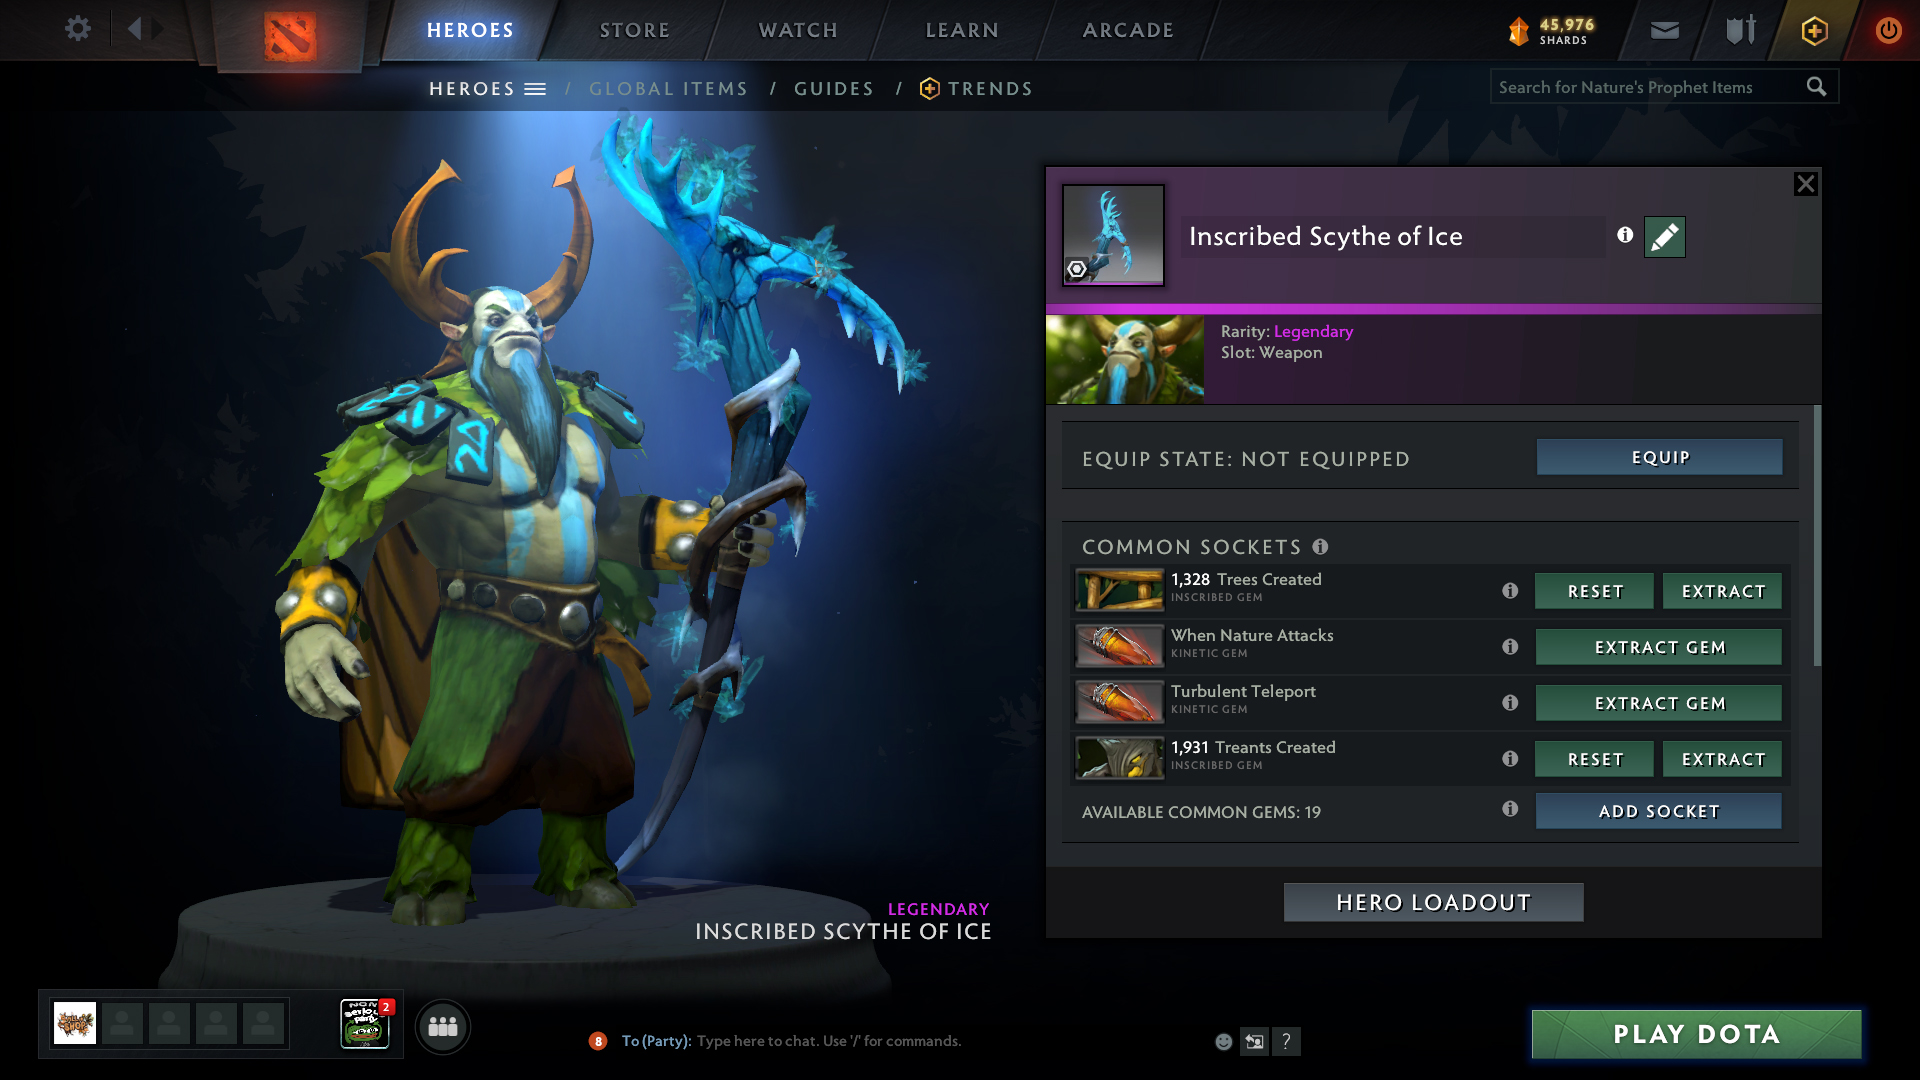 HEROES
STORE
WATCH
LEARN
ARCADE
45,976
SHARDS
HEROES / GLOBAL ITEMS / GUIDES / TRENDS
Search for Nature's Prophet Items
Inscribed Scythe of Ice
Rarity: Legendary
Slot: Weapon
EQUIP STATE: NOT EQUIPPED
EQUIP
COMMON SOCKETS
1,328 Trees Created
INSCRIBED GEM
RESET
EXTRACT
When Nature Attacks
KINETIC GEM
EXTRACT GEM
Turbulent Teleport
KINETIC GEM
EXTRACT GEM
1,931 Treants Created
INSCRIBED GEM
RESET
EXTRACT
AVAILABLE COMMON GEMS: 19
ADD SOCKET
HERO LOADOUT
LEGENDARY
INSCRIBED SCYTHE OF ICE
2
8
To (Party): Type here to chat. Use '/' for commands.
?
PLAY DOTA